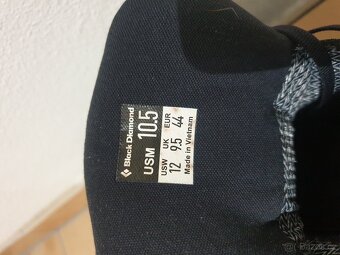 Black Diamond
USM 10.5
USW UK EUR
12 9.5 44
Made in Vietnam